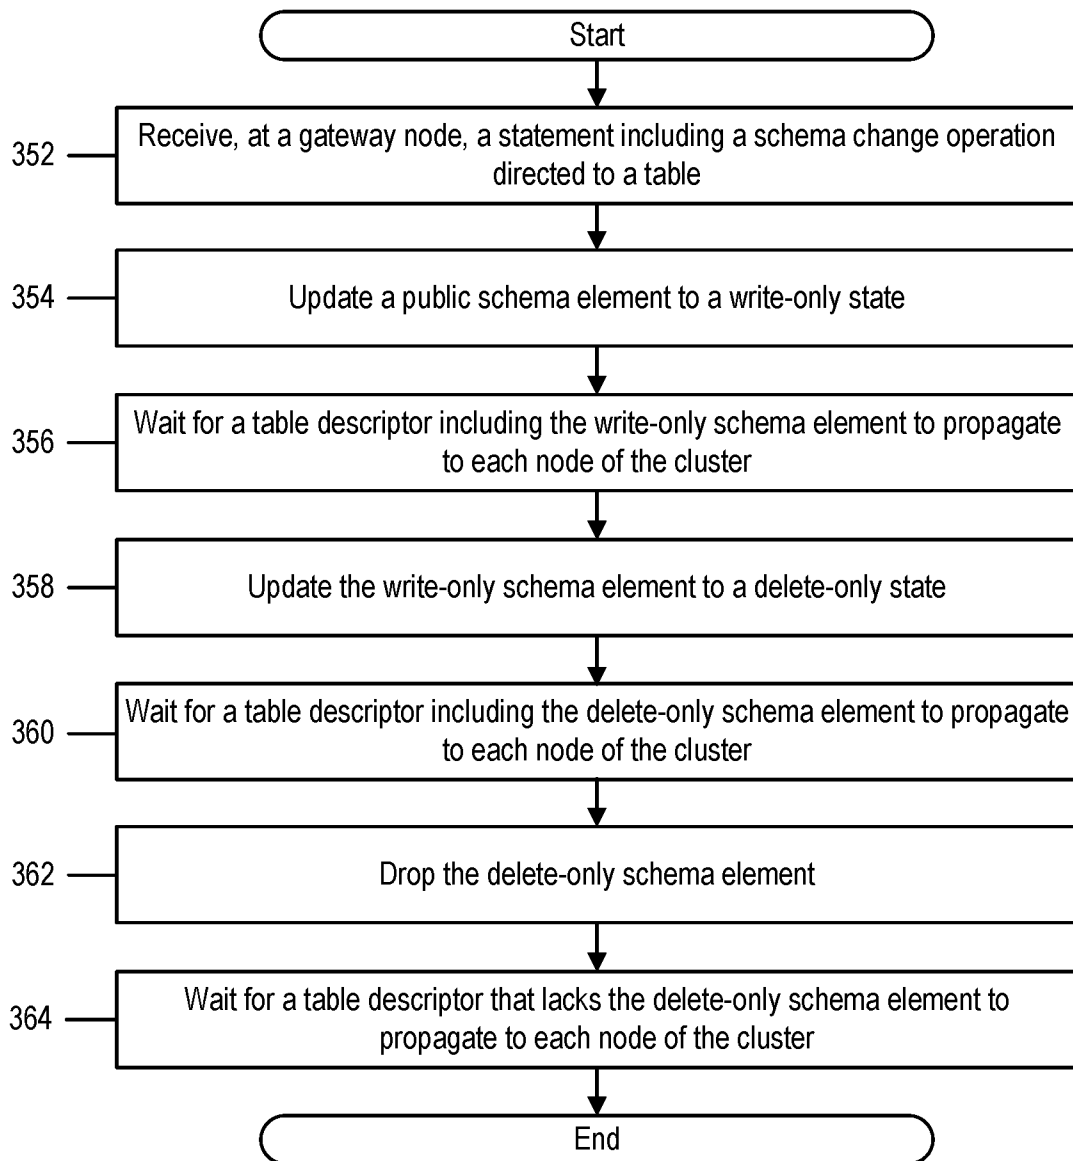 Start
352
Receive, at a gateway node, a statement including a schema change operation
directed to a table
354
Update a public schema element to a write-only state
356
Wait for a table descriptor including the write-only schema element to propagate
to each node of the cluster
358
Update the write-only schema element to a delete-only state
360
Wait for a table descriptor including the delete-only schema element to propagate
to each node of the cluster
362
Drop the delete-only schema element
364
Wait for a table descriptor that lacks the delete-only schema element to
propagate to each node of the cluster
End